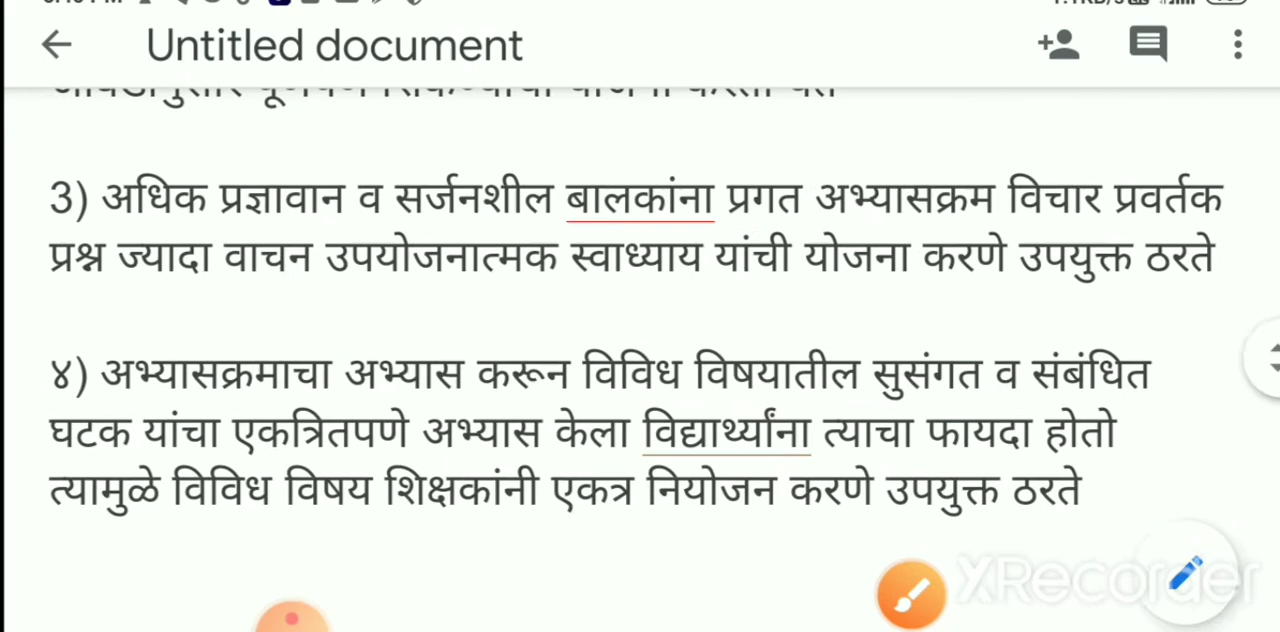 Untitled document
3) अधिक प्रज्ञावान व सर्जनशील बालकांना प्रगत अभ्यासक्रम विचार प्रवर्तक
प्रश्न ज्यादा वाचन उपयोजनात्मक स्वाध्याय यांची योजना करणे उपयुक्त ठरते
४) अभ्यासक्रमाचा अभ्यास करून विविध विषयातील सुसंगत व संबंधित
घटक यांचा एकत्रितपणे अभ्यास केला विद्यार्थ्यांना त्याचा फायदा होतो
त्यामुळे विविध विषय शिक्षकांनी एकत्र नियोजन करणे उपयुक्त ठरते
XRecorder